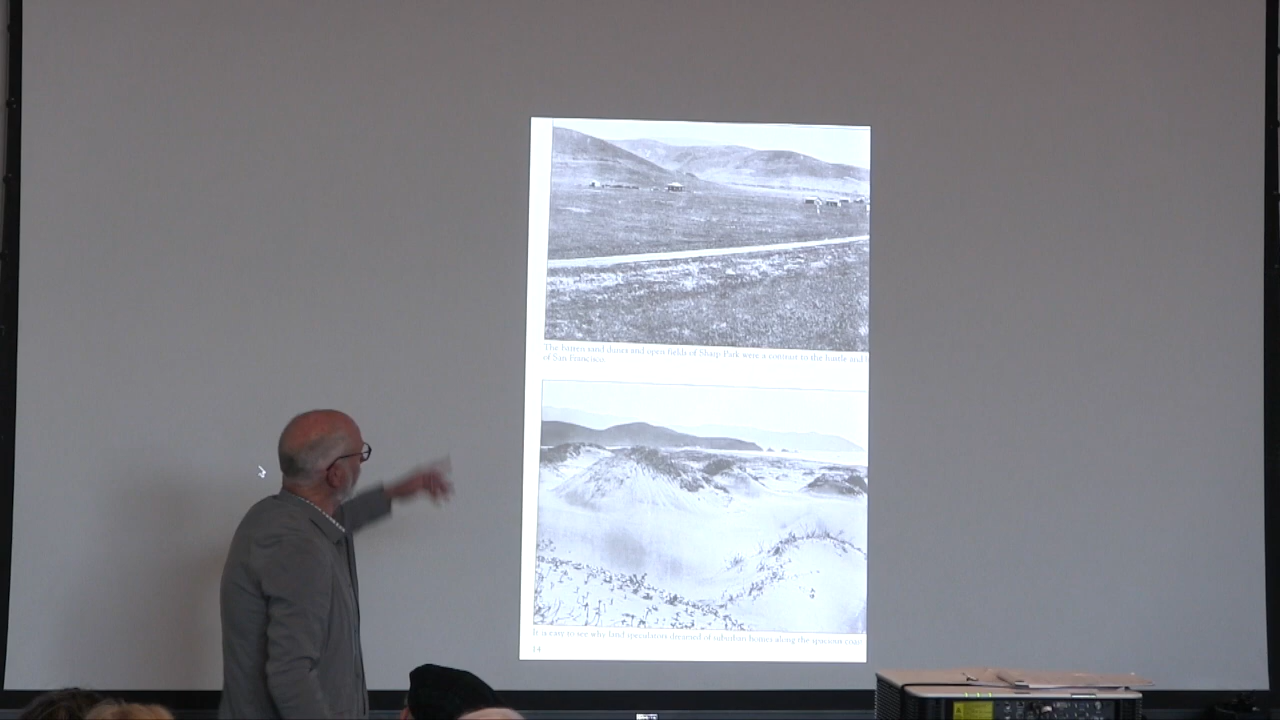 The barren sand dunes and open fields of Sharp Park were a contrast to the hustle and
of San Francisco.
It is easy to see why land speculators dreamed of suburban homes along the spacious coast
14